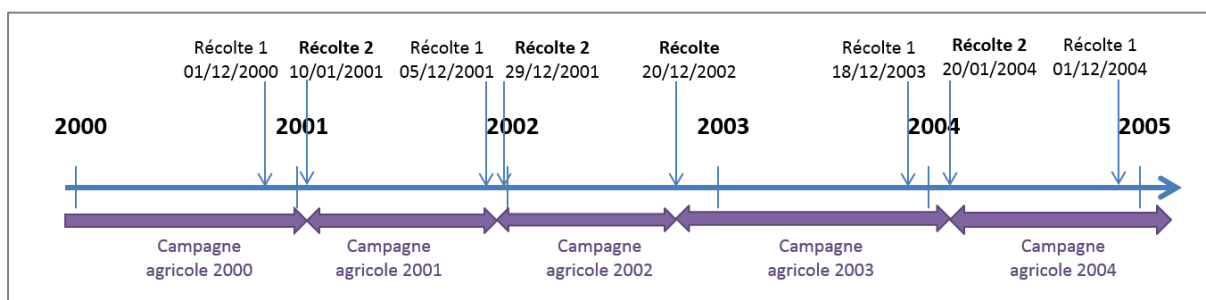 Récolte 1
01/12/2000
Récolte 2
10/01/2001
Récolte 1
05/12/2001
Récolte 2
29/12/2001
Récolte
20/12/2002
Récolte 1
18/12/2003
Récolte 2
20/01/2004
Récolte 1
01/12/2004
2000
2001
2002
2003
2004
2005
Campagne
agricole 2000
Campagne
agricole 2001
Campagne
agricole 2002
Campagne
agricole 2003
Campagne
agricole 2004